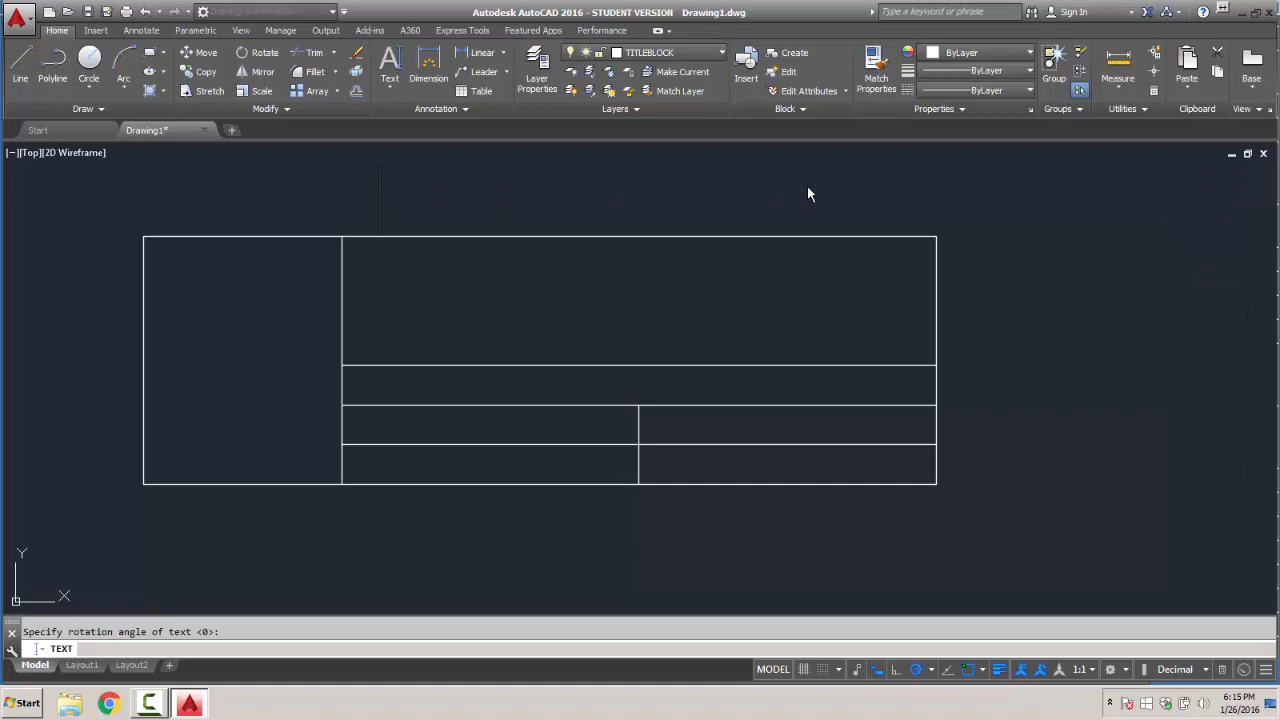 Autodesk AutoCAD 2016 - STUDENT VERSION Drawing1.dwg
Type a keyword or phrase
Sign In
Home Insert Annotate Parametric View Manage Output Add-ins A360 Express Tools Featured Apps Performance
Line Polyline Circle Arc
Move Rotate Trim
Copy Mirror Fillet
Stretch Scale Array
Text Dimension
Linear
Leader
Table
Layer Properties
TITLEBLOCK
Make Current
Match Layer
Insert
Create
Edit
Edit Attributes
Match Properties
ByLayer
ByLayer
ByLayer
Group
Measure
Paste
Base
Draw Modify Annotation Layers Block Properties Groups Utilities Clipboard View
Start Drawing1*
[−][Top][2D Wireframe]
Y
X
Specify rotation angle of text <0>:
TEXT
Model Layout1 Layout2
MODEL 1:1 Decimal
Start
6:15 PM
1/26/2016